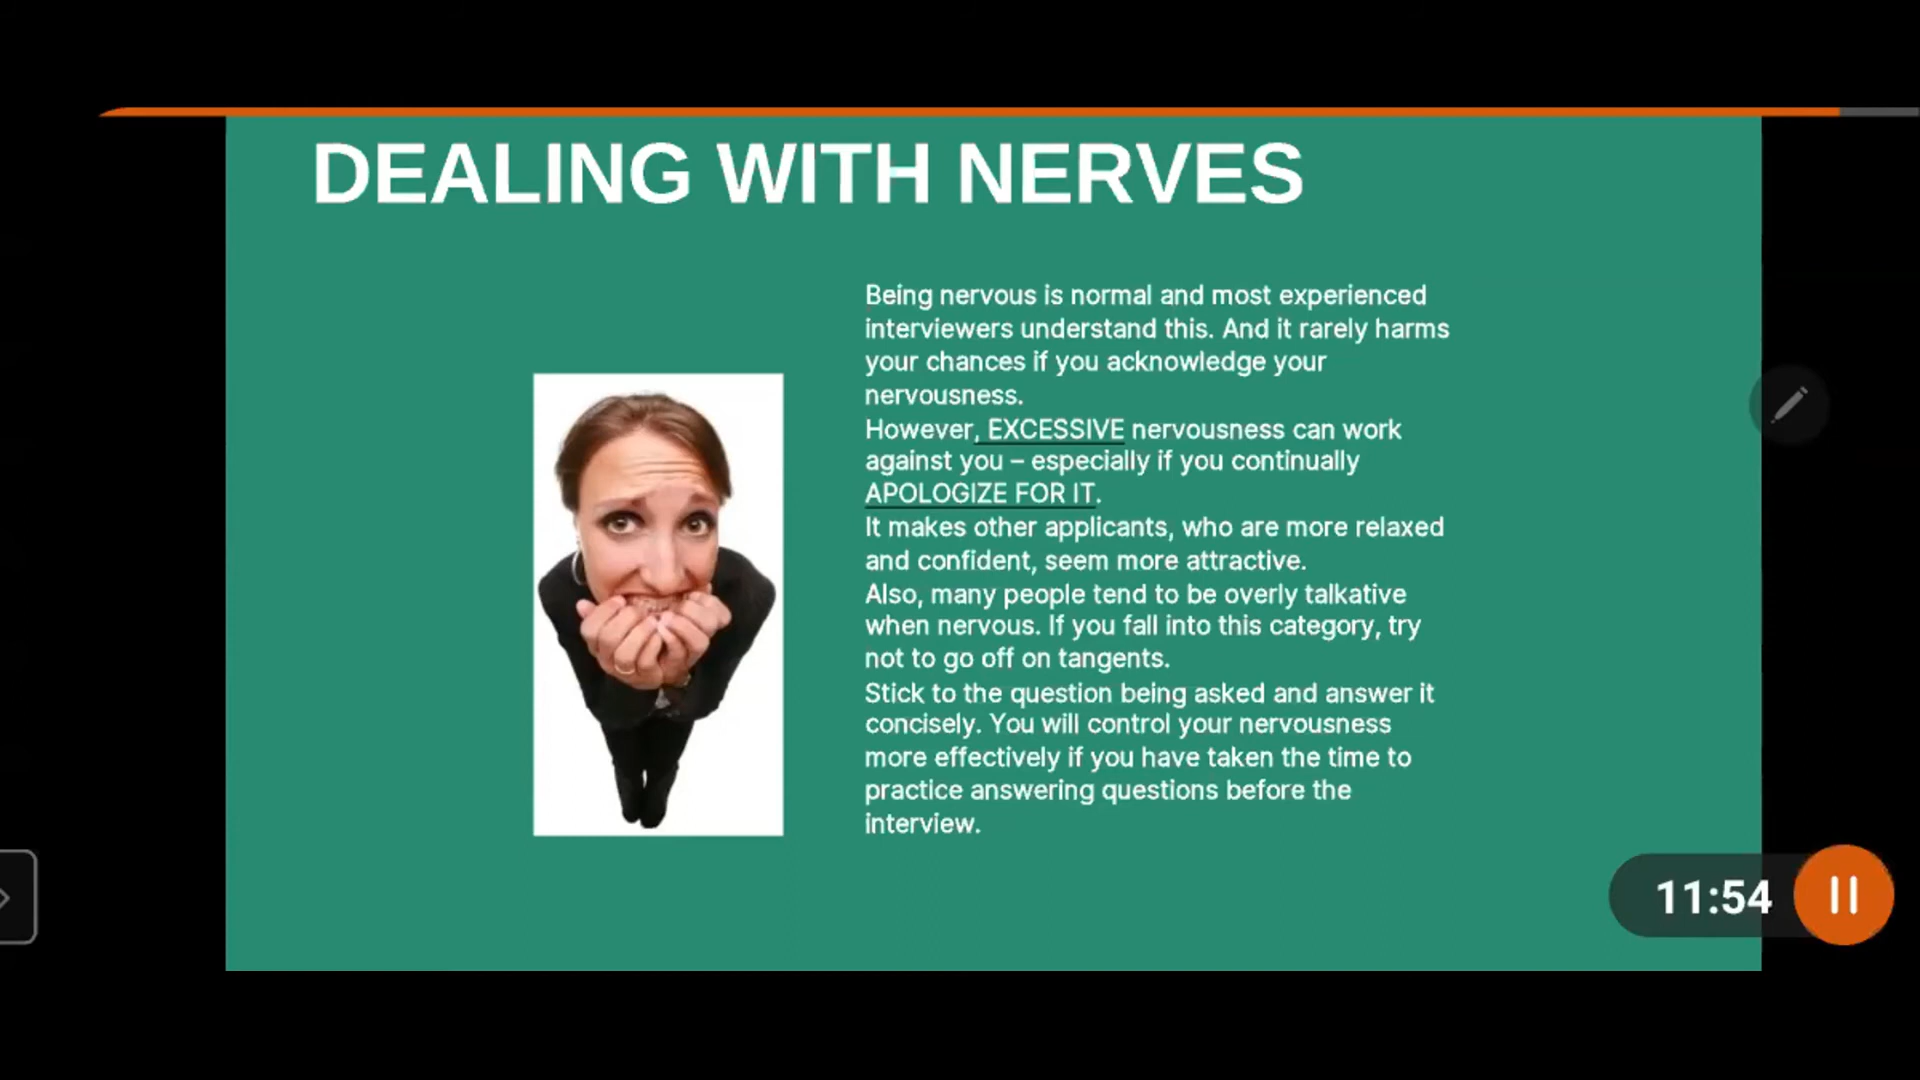 DEALING WITH NERVES
Being nervous is normal and most experienced
interviewers understand this. And it rarely harms
your chances if you acknowledge your
nervousness.
However, EXCESSIVE nervousness can work
against you – especially if you continually
APOLOGIZE FOR IT.
It makes other applicants, who are more relaxed
and confident, seem more attractive.
Also, many people tend to be overly talkative
when nervous. If you fall into this category, try
not to go off on tangents.
Stick to the question being asked and answer it
concisely. You will control your nervousness
more effectively if you have taken the time to
practice answering questions before the
interview.
11:54